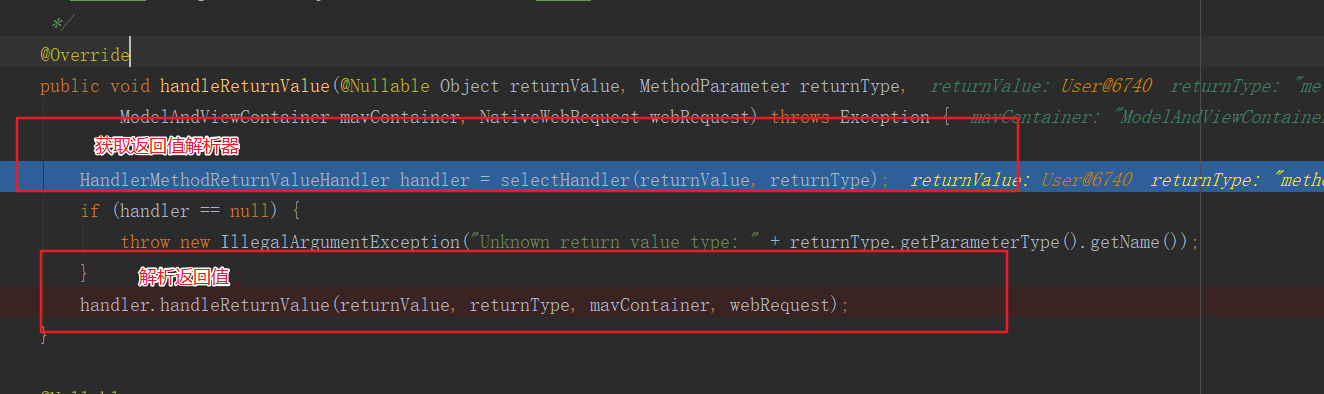 */
@Override
public void handleReturnValue(@Nullable Object returnValue, MethodParameter returnType, returnValue: User@6740 returnType: "me
ModelAndViewContainer mavContainer, NativeWebRequest webRequest) throws Exception { mavContainer: "ModelAndViewContainer
获取返回值解析器
HandlerMethodReturnValueHandler handler = selectHandler(returnValue, returnType); returnValue: User@6740 returnType: "metho
if (handler == null) {
throw new IllegalArgumentException("Unknown return value type: " + returnType.getParameterType().getName());
}
解析返回值
handler.handleReturnValue(returnValue, returnType, mavContainer, webRequest);
}